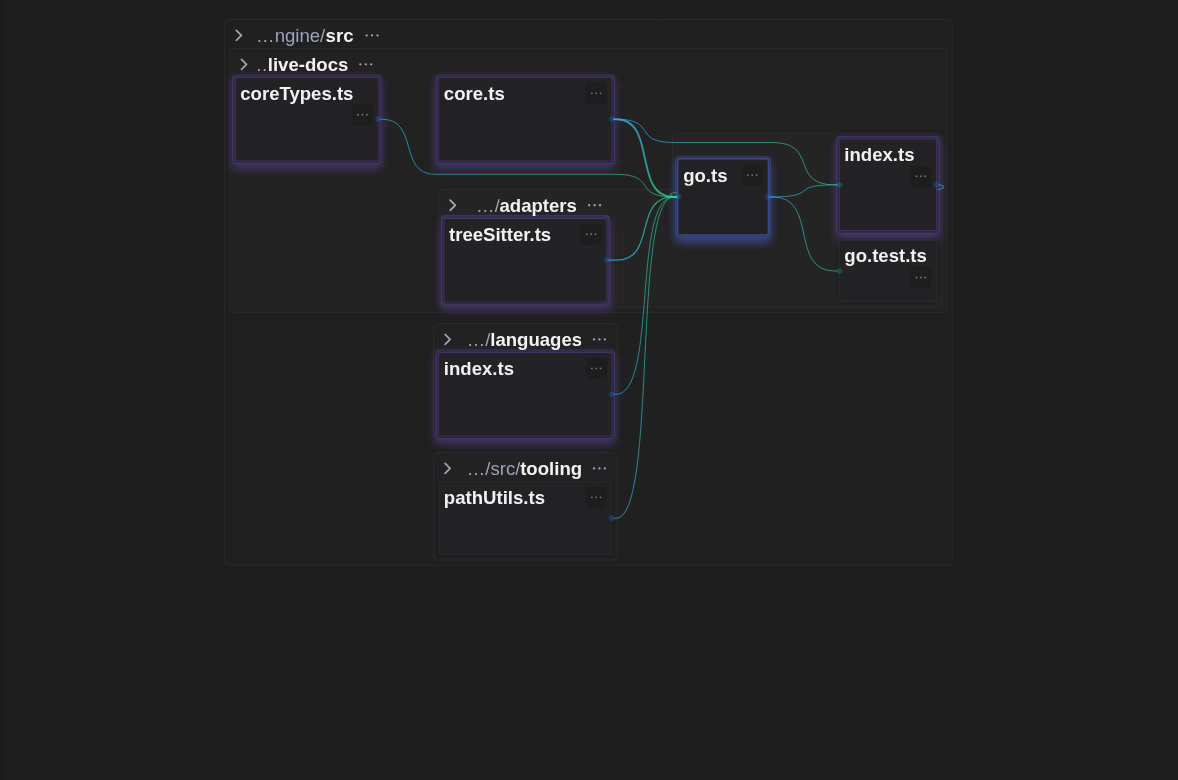 …ngine/src ···
..live-docs ···
coreTypes.ts
···
core.ts ···
index.ts
···
go.ts ···
…/adapters ···
treeSitter.ts ···
go.test.ts
···
…/languages ···
index.ts ···
…/src/tooling ···
pathUtils.ts ···